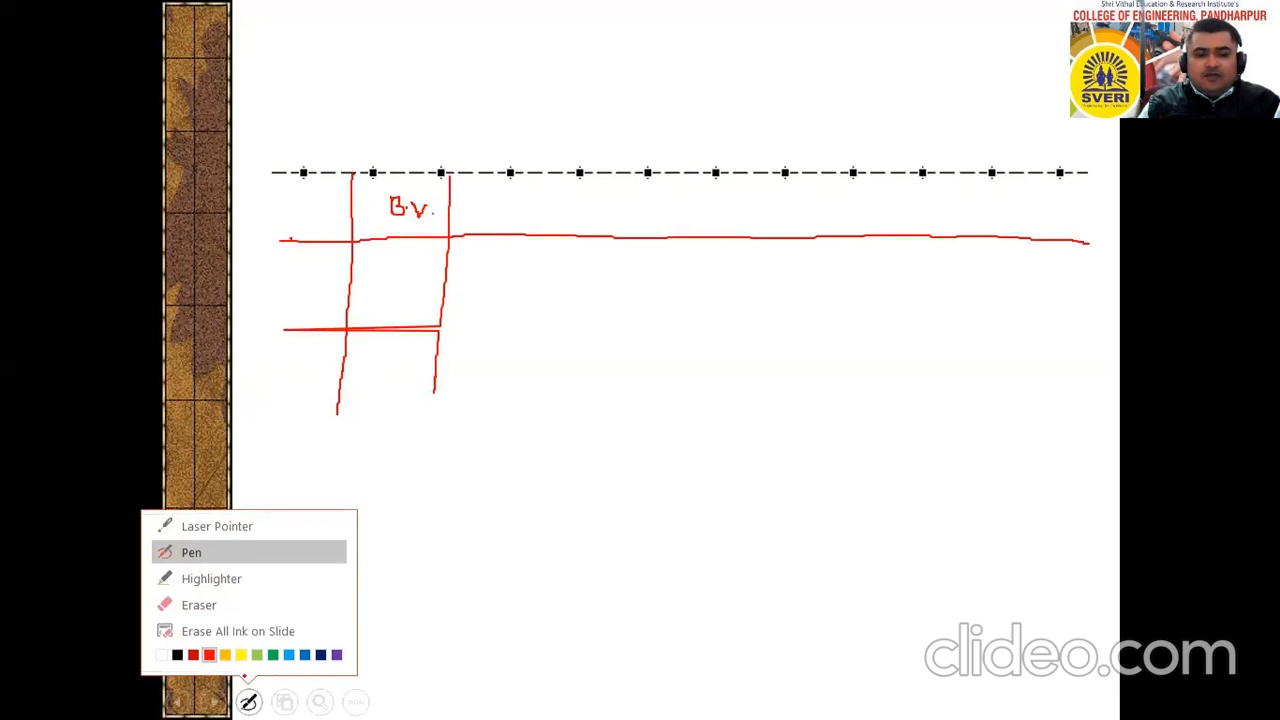 Shri Vithal Education & Research Institute's
COLLEGE OF ENGINEERING, PANDHARPUR
SVERI
B.V.
Laser Pointer
Pen
Highlighter
Eraser
Erase All Ink on Slide
clideo.com